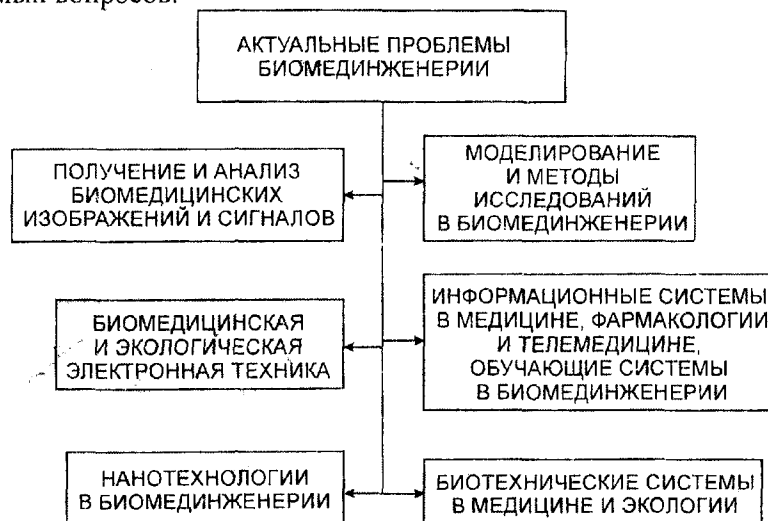 вопросов.
АКТУАЛЬНЫЕ ПРОБЛЕМЫ
БИОМЕДИНЖЕНЕРИИ
ПОЛУЧЕНИЕ И АНАЛИЗ
БИОМЕДИЦИНСКИХ
ИЗОБРАЖЕНИЙ И СИГНАЛОВ
МОДЕЛИРОВАНИЕ
И МЕТОДЫ
ИССЛЕДОВАНИЙ
В БИОМЕДИНЖЕНЕРИИ
БИОМЕДИЦИНСКАЯ
И ЭКОЛОГИЧЕСКАЯ
ЭЛЕКТРОННАЯ ТЕХНИКА
ИНФОРМАЦИОННЫЕ СИСТЕМЫ
В МЕДИЦИНЕ, ФАРМАКОЛОГИИ
И ТЕЛЕМЕДИЦИНЕ,
ОБУЧАЮЩИЕ СИСТЕМЫ
В БИОМЕДИНЖЕНЕРИИ
НАНОТЕХНОЛОГИИ
В БИОМЕДИНЖЕНЕРИИ
БИОТЕХНИЧЕСКИЕ СИСТЕМЫ
В МЕДИЦИНЕ И ЭКОЛОГИИ